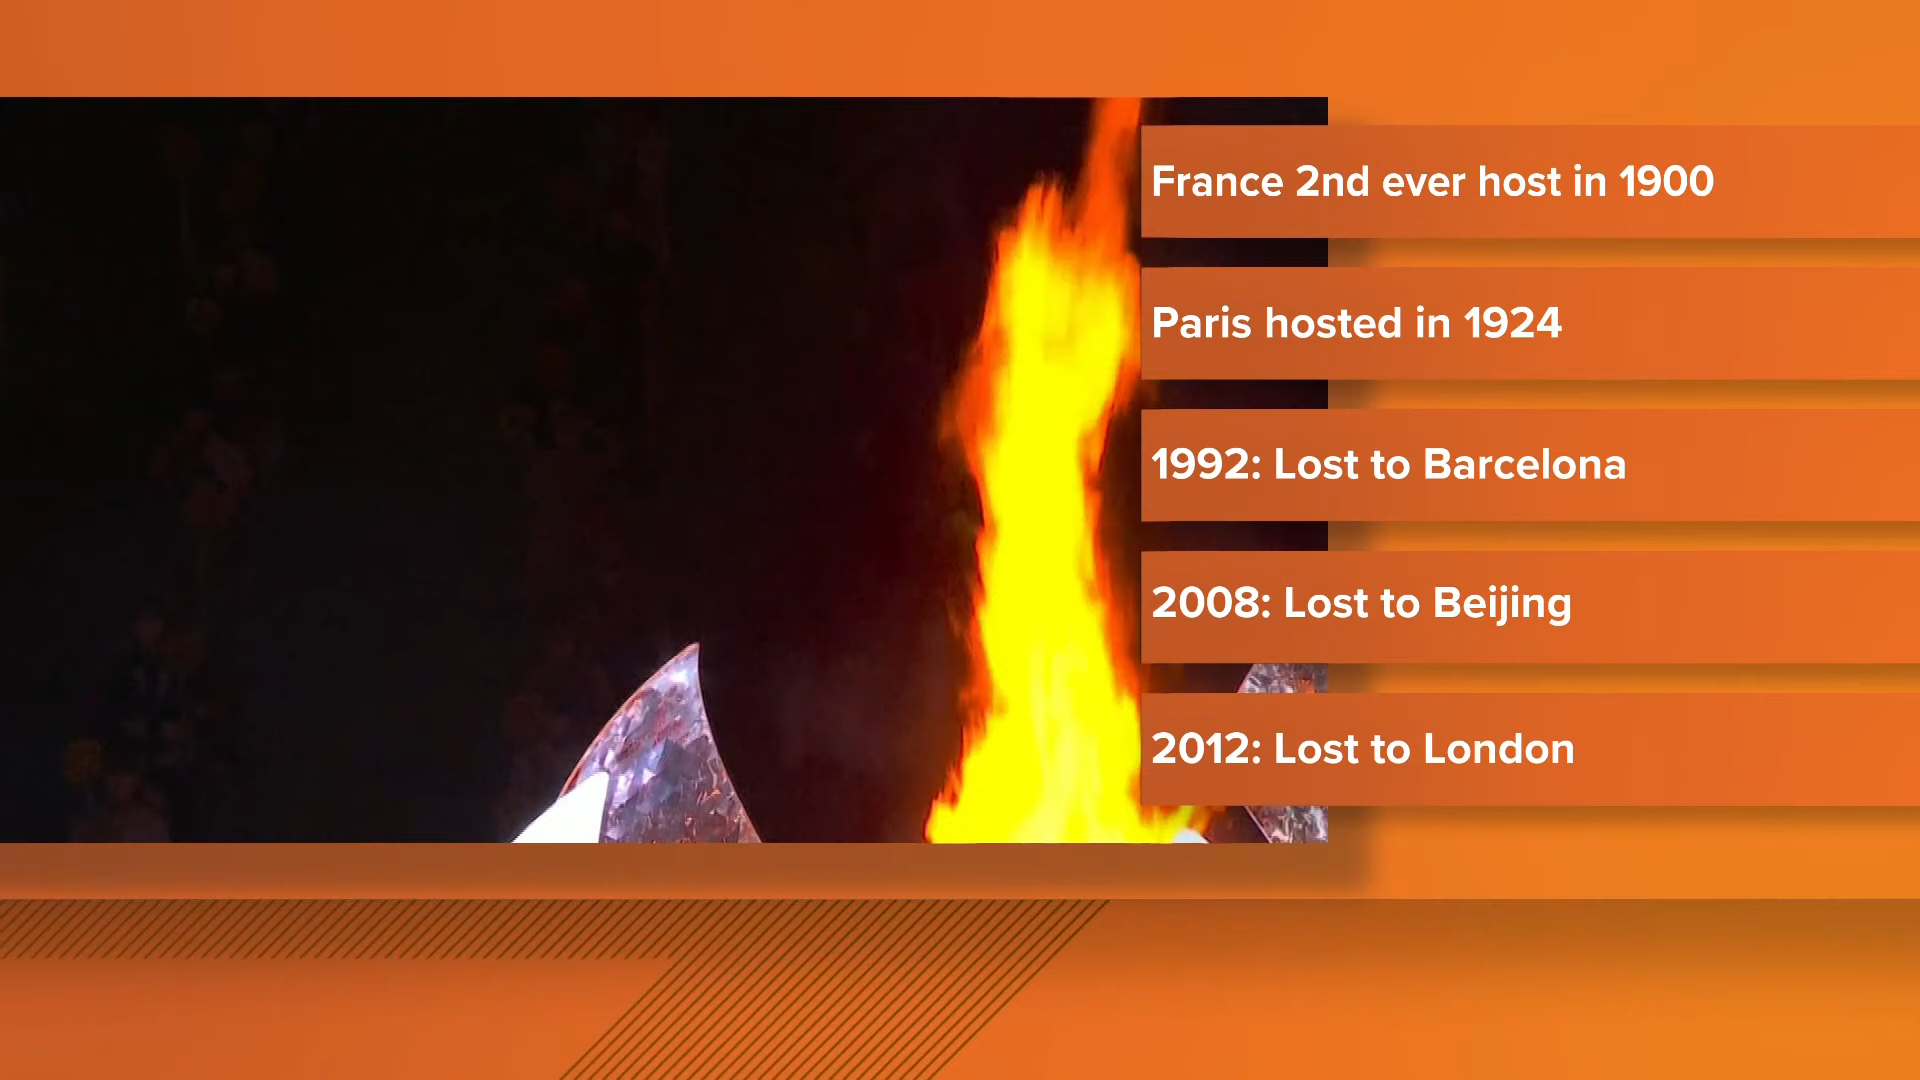 France 2nd ever host in 1900
Paris hosted in 1924
1992: Lost to Barcelona
2008: Lost to Beijing
2012: Lost to London